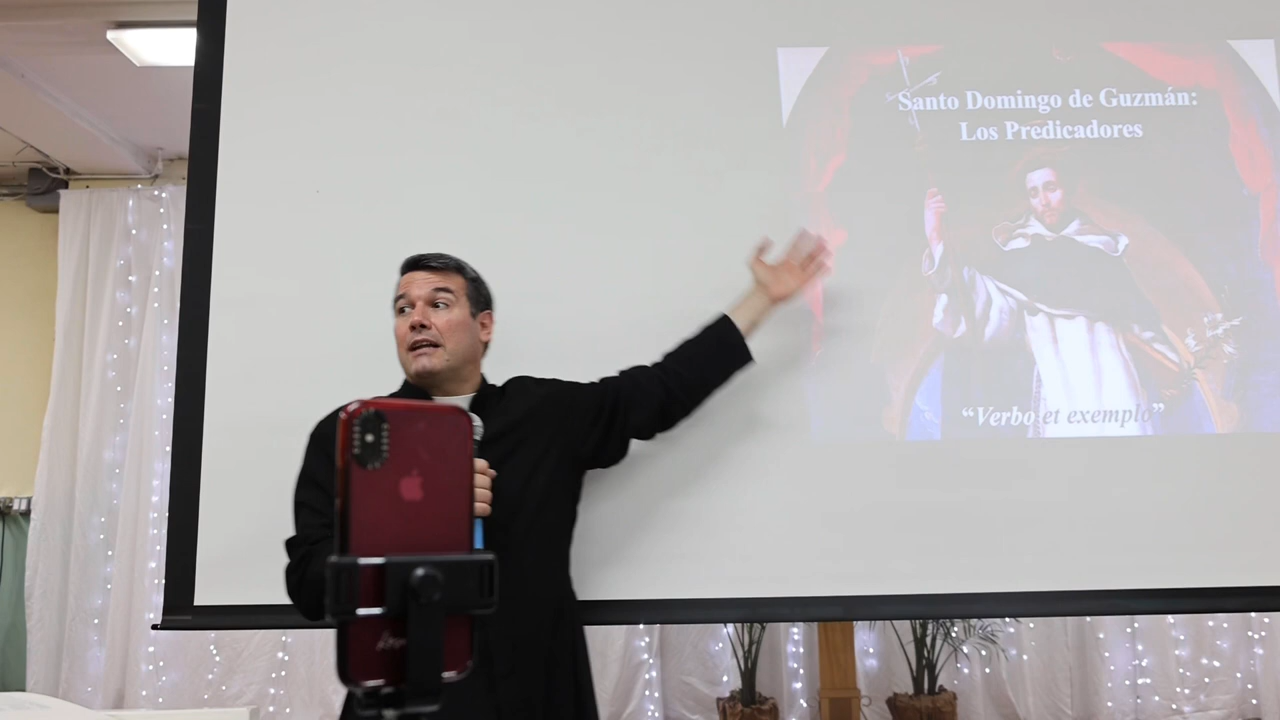 Santo Domingo de Guzmán:
Los Predicadores
“Verbo et exemplo”